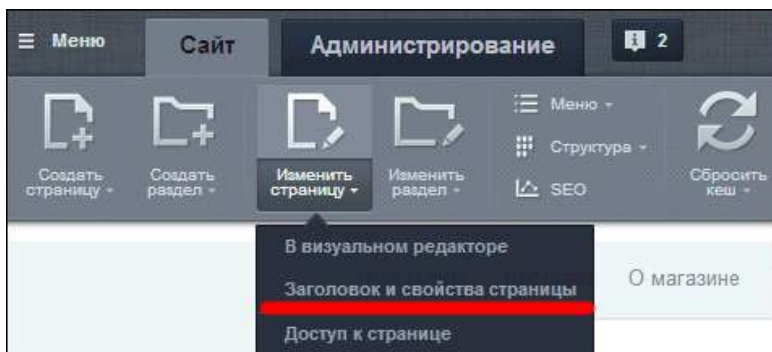 Меню
Сайт
Администрирование
2
Создать
страницу
Создать
раздел
Изменить
страницу
Изменить
раздел
Меню
Структура
SEO
Сбросить
кеш
В визуальном редакторе
Заголовок и свойства страницы
Доступ к странице
О магазине